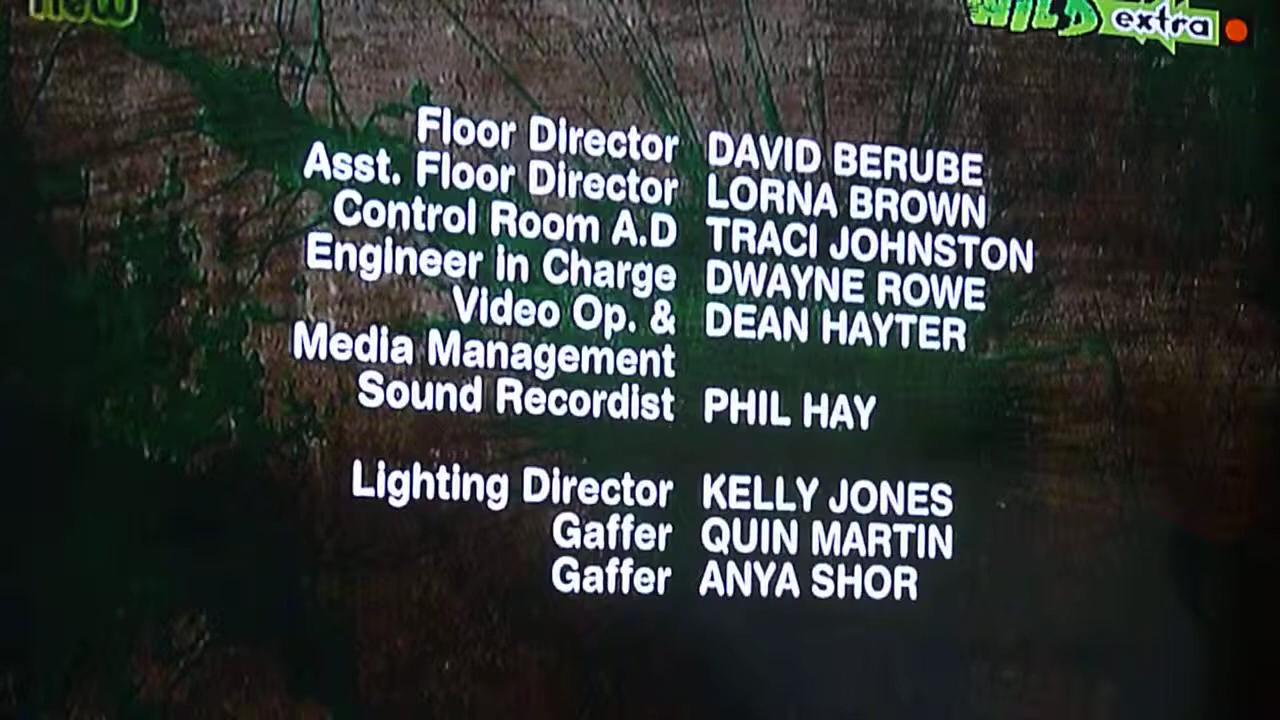 new
WILD extra
Floor Director DAVID BERUBE
Asst. Floor Director LORNA BROWN
Control Room A.D TRACI JOHNSTON
Engineer in Charge DWAYNE ROWE
Video Op. & DEAN HAYTER
Media Management
Sound Recordist PHIL HAY
Lighting Director KELLY JONES
Gaffer QUIN MARTIN
Gaffer ANYA SHOR